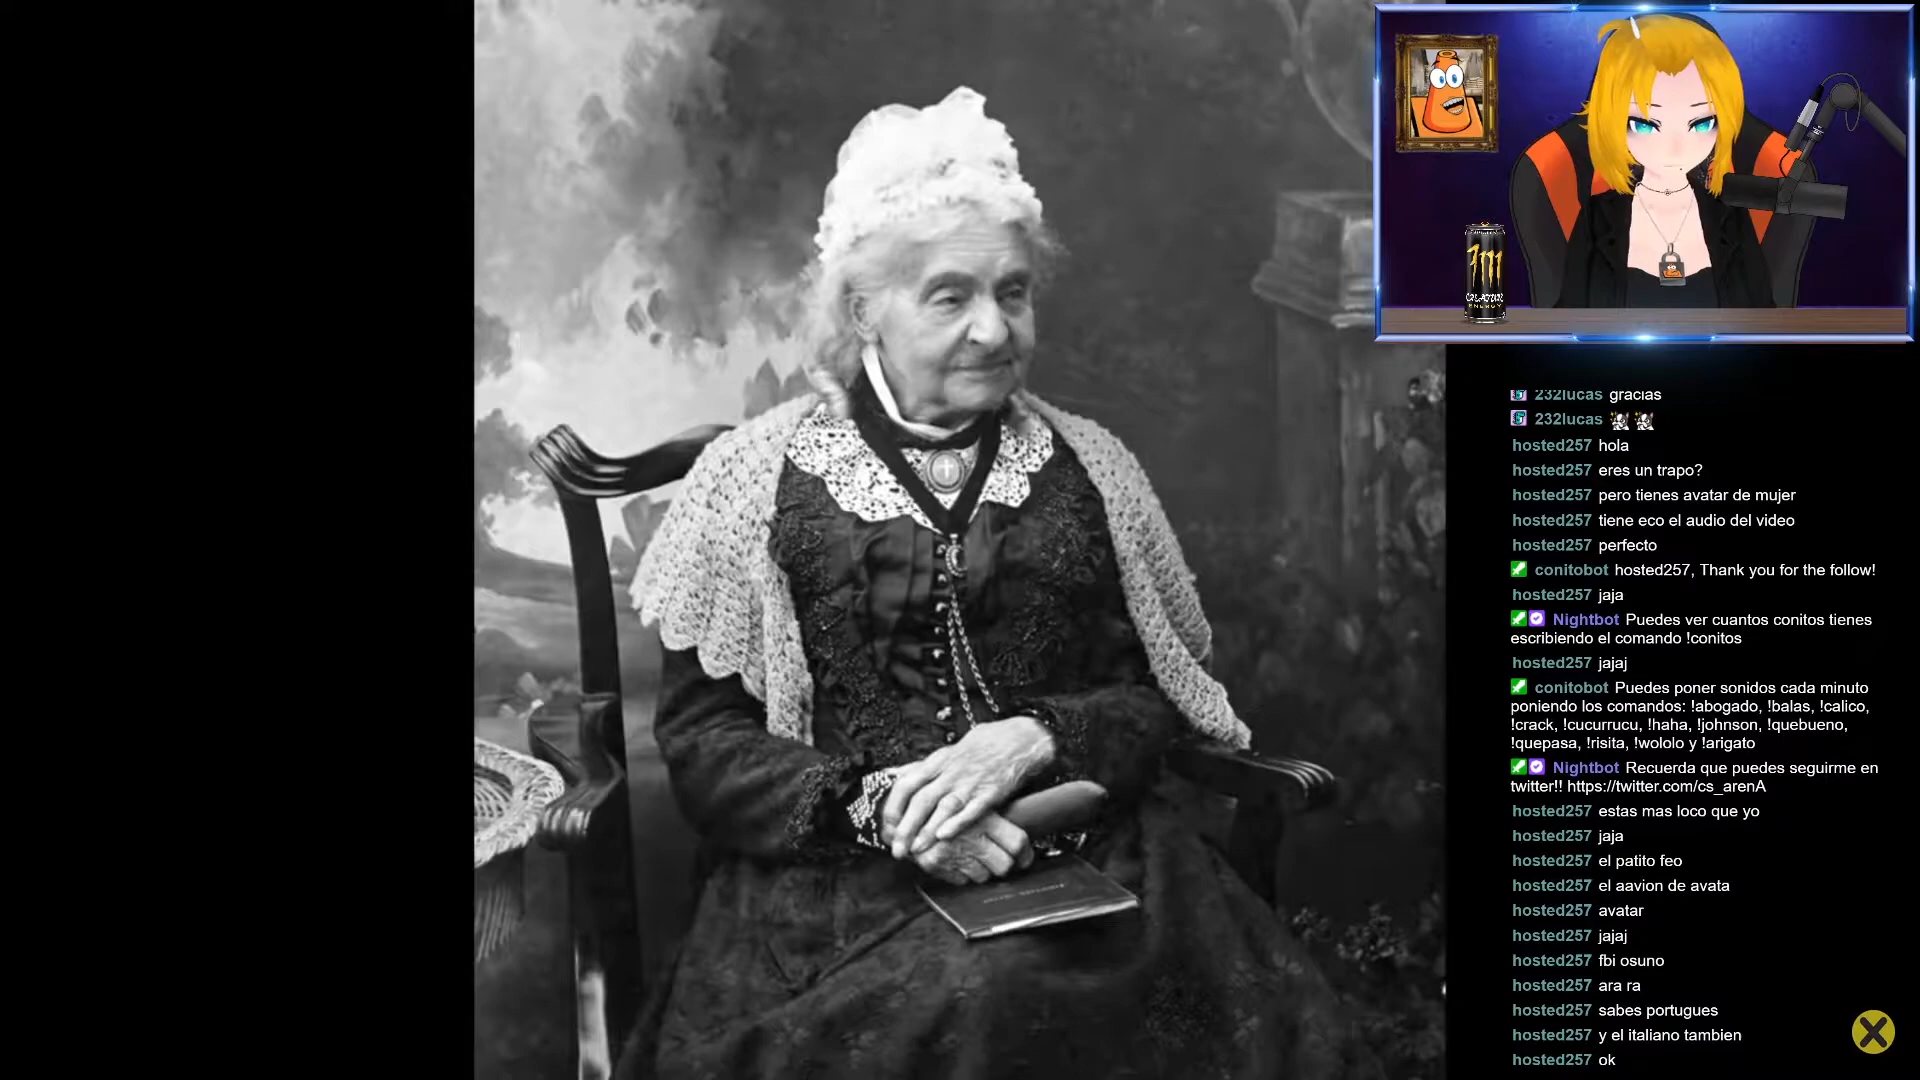 CREATIVE
ENERGY
232lucas gracias
232lucas
hosted257 hola
hosted257 eres un trapo?
hosted257 pero tienes avatar de mujer
hosted257 tiene eco el audio del video
hosted257 perfecto
conitobot hosted257, Thank you for the follow!
hosted257 jaja
Nightbot Puedes ver cuantos conitos tienes
escribiendo el comando !conitos
hosted257 jajaj
conitobot Puedes poner sonidos cada minuto
poniendo los comandos: !abogado, !balas, !calico,
!crack, !cucurrucu, !haha, !johnson, !quebueno,
!quepasa, !risita, !wololo y !arigato
Nightbot Recuerda que puedes seguirme en
twitter!! https://twitter.com/cs_arenA
hosted257 estas mas loco que yo
hosted257 jaja
hosted257 el patito feo
hosted257 el aavion de avata
hosted257 avatar
hosted257 jajaj
hosted257 fbi osuno
hosted257 ara ra
hosted257 sabes portugues
hosted257 y el italiano tambien
hosted257 ok